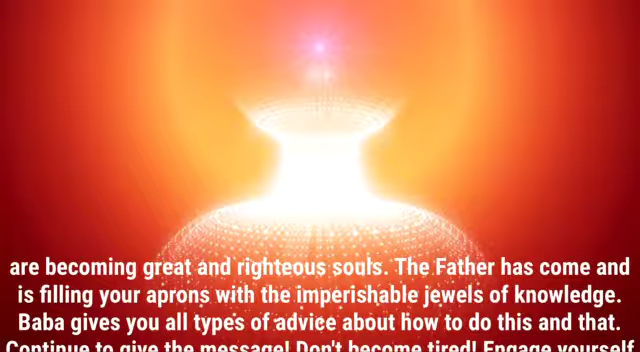 are becoming great and righteous souls. The Father has come and
is filling your aprons with the imperishable jewels of knowledge.
Baba gives you all types of advice about how to do this and that.
Continue to give the message! Don't become tired! Engage yourself